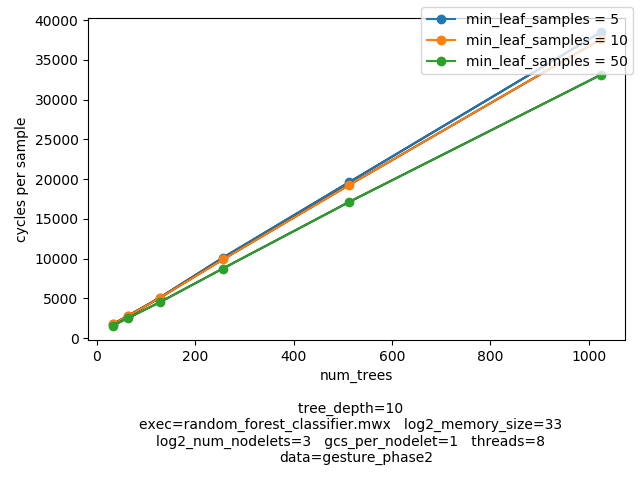 min_leaf_samples = 5
min_leaf_samples = 10
min_leaf_samples = 50
40000
35000
30000
25000
20000
15000
10000
5000
0
cycles per sample
0 200 400 600 800 1000
num_trees
tree_depth=10
exec=random_forest_classifier.mwx log2_memory_size=33
log2_num_nodelets=3 gcs_per_nodelet=1 threads=8
data=gesture_phase2